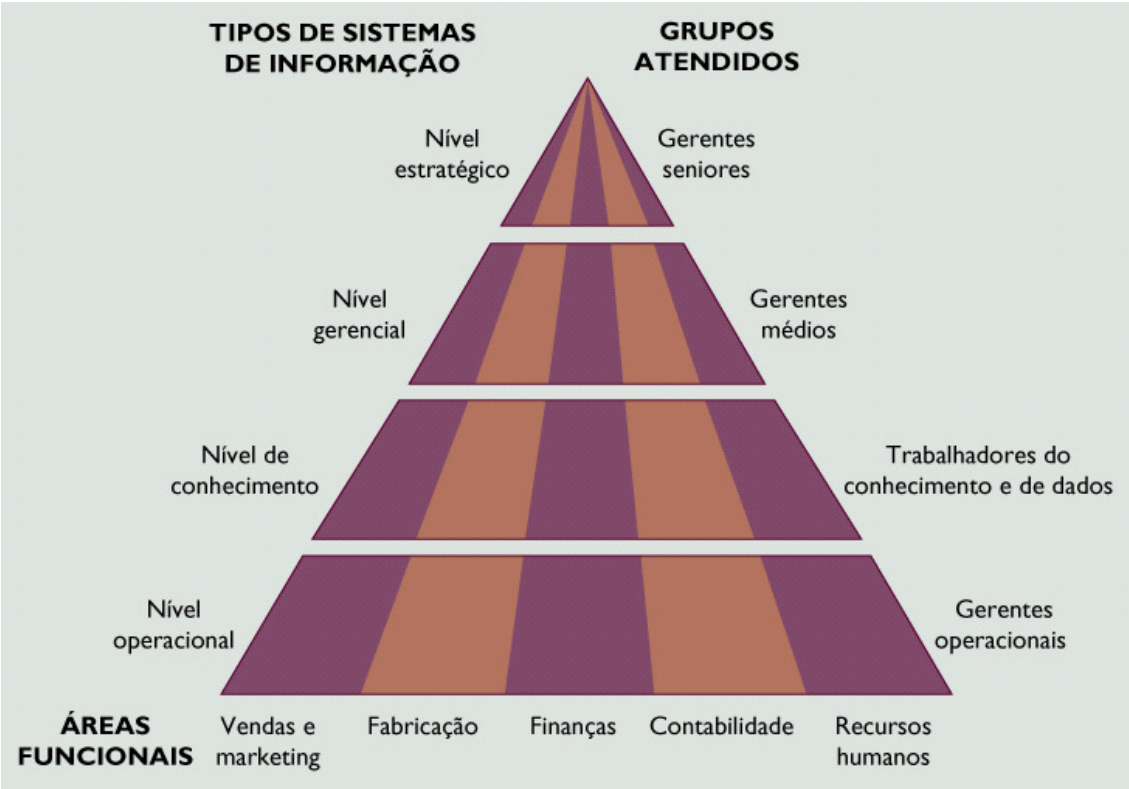 TIPOS DE SISTEMAS
DE INFORMAÇÃO
GRUPOS
ATENDIDOS
Nível
estratégico
Gerentes
seniores
Nível
gerencial
Gerentes
médios
Nível de
conhecimento
Trabalhadores do
conhecimento e de dados
Nível
operacional
Gerentes
operacionais
ÁREAS
FUNCIONAIS
Vendas e
marketing
Fabricação
Finanças
Contabilidade
Recursos
humanos